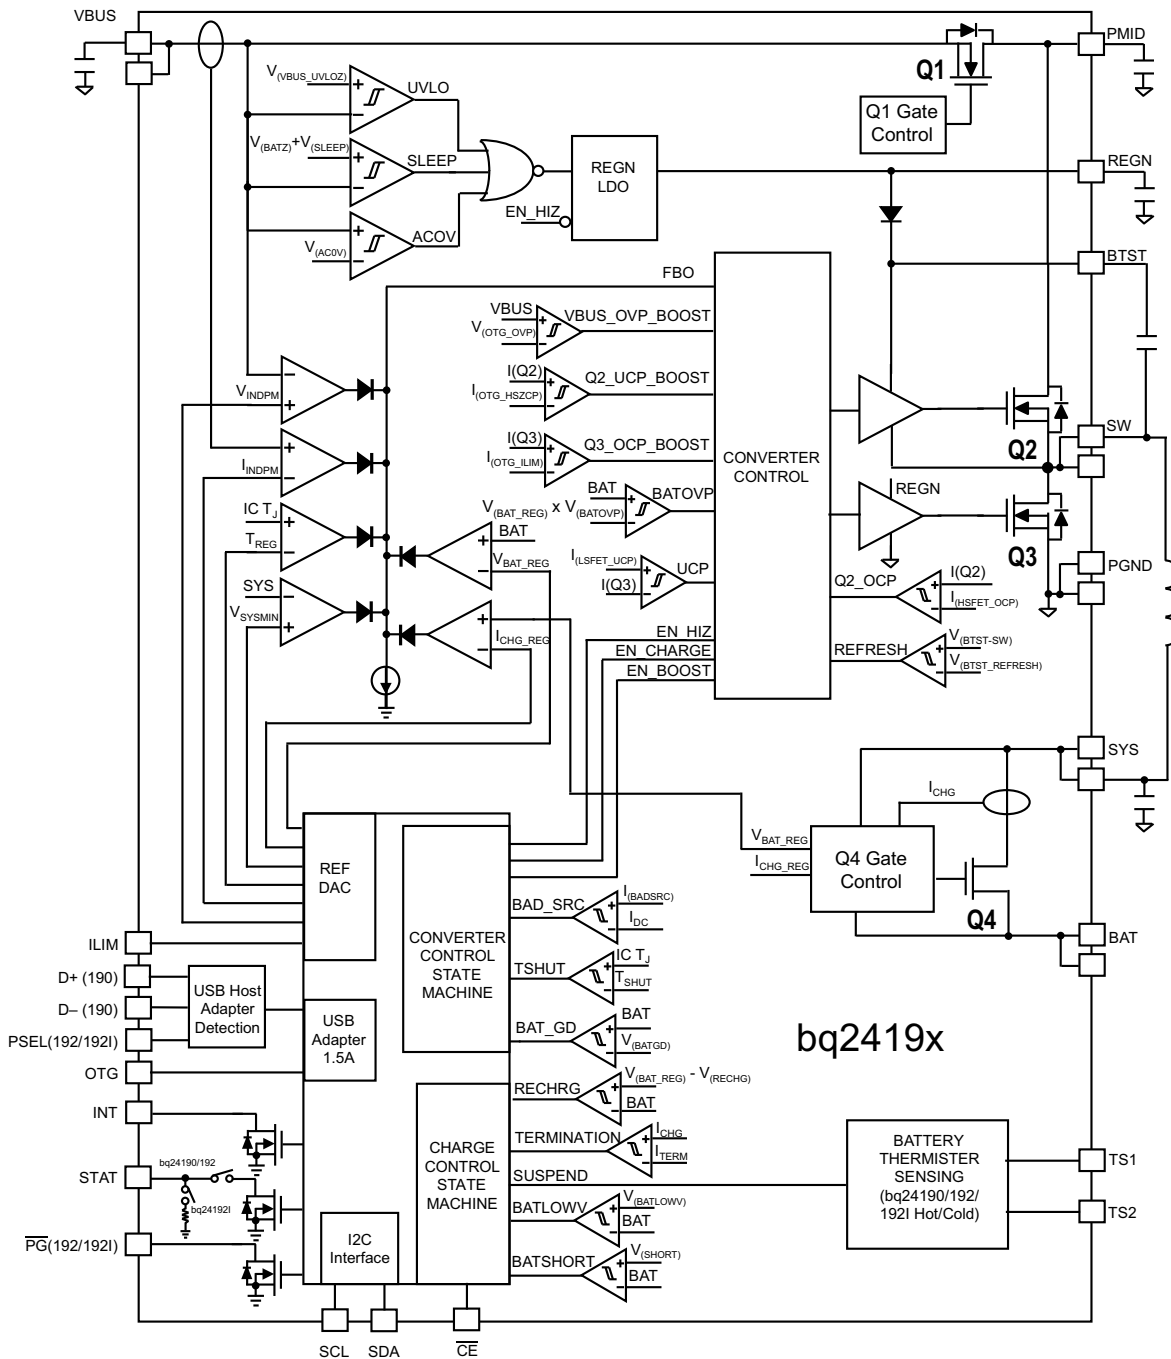 VBUS
PMID
V(VBUS_UVLOZ)
UVLO
Q1
Q1 Gate
Control
V(BATZ)+V(SLEEP)
SLEEP
REGN
LDO
REGN
EN_HIZ
V(AC0V)
ACOV
BTST
FBO
VBUS
V(OTG_OVP)
VBUS_OVP_BOOST
I(Q2)
I(OTG_HSZCP)
Q2_UCP_BOOST
VINDPM
I(Q3)
I(OTG_ILIM)
Q3_OCP_BOOST
CONVERTER
CONTROL
Q2
SW
IINDPM
BAT
V(BAT_REG) x V(BATOVP)
BATOVP
REGN
IC TJ
TREG
BAT
VBAT_REG
Q3
PGND
I(LSFET_UCP)
I(Q3)
UCP
Q2_OCP
I(Q2)
I(HSFET_OCP)
SYS
VSYSMIN
ICHG_REG
EN_HIZ
EN_CHARGE
EN_BOOST
REFRESH
V(BTST-SW)
V(BTST_REFRESH)
SYS
ICHG
VBAT_REG
ICHG_REG
Q4 Gate
Control
Q4
BAT
REF
DAC
ILIM
D+ (190)
D– (190)
PSEL(192/192I)
OTG
USB Host
Adapter
Detection
USB
Adapter
1.5A
CONVERTER
CONTROL
STATE
MACHINE
BAD_SRC
I(BADSRC)
IDC
TSHUT
IC TJ
TSHUT
BAT_GD
BAT
V(BATGD)
bq2419x
RECHRG
V(BAT_REG) - V(RECHG)
BAT
INT
STAT
bq24190/192
bq24192I
PG(192/192I)
CHARGE
CONTROL
STATE
MACHINE
TERMINATION
ICHG
ITERM
SUSPEND
BATLOWV
V(BATLOWV)
BAT
BATSHORT
V(SHORT)
BAT
BATTERY
THERMISTER
SENSING
(bq24190/192/
192I Hot/Cold)
TS1
TS2
I2C
Interface
SCL
SDA
CE